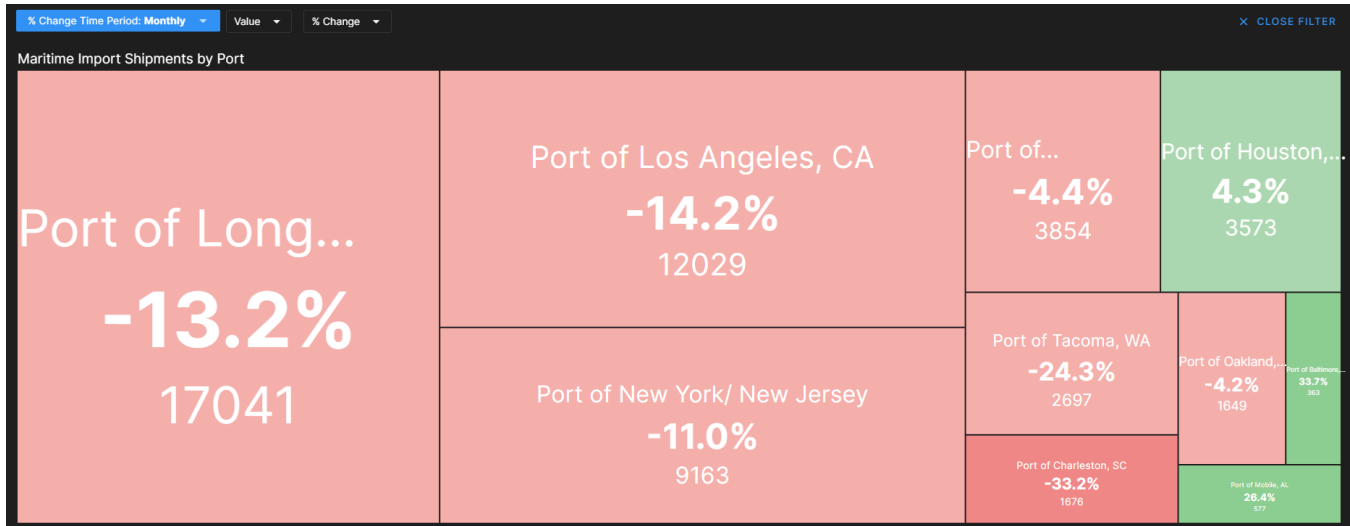 % Change Time Period: Monthly
Value
% Change
CLOSE FILTER
Maritime Import Shipments by Port
Port of Long...
-13.2%
17041
Port of Los Angeles, CA
-14.2%
12029
Port of New York/ New Jersey
-11.0%
9163
Port of...
-4.4%
3854
Port of Houston,...
4.3%
3573
Port of Tacoma, WA
-24.3%
2697
Port of Charleston, SC
-33.2%
1676
Port of Oakland,...
-4.2%
1649
Port of Baltimore,...
33.7%
363
Port of Mobile, AL
26.4%
577